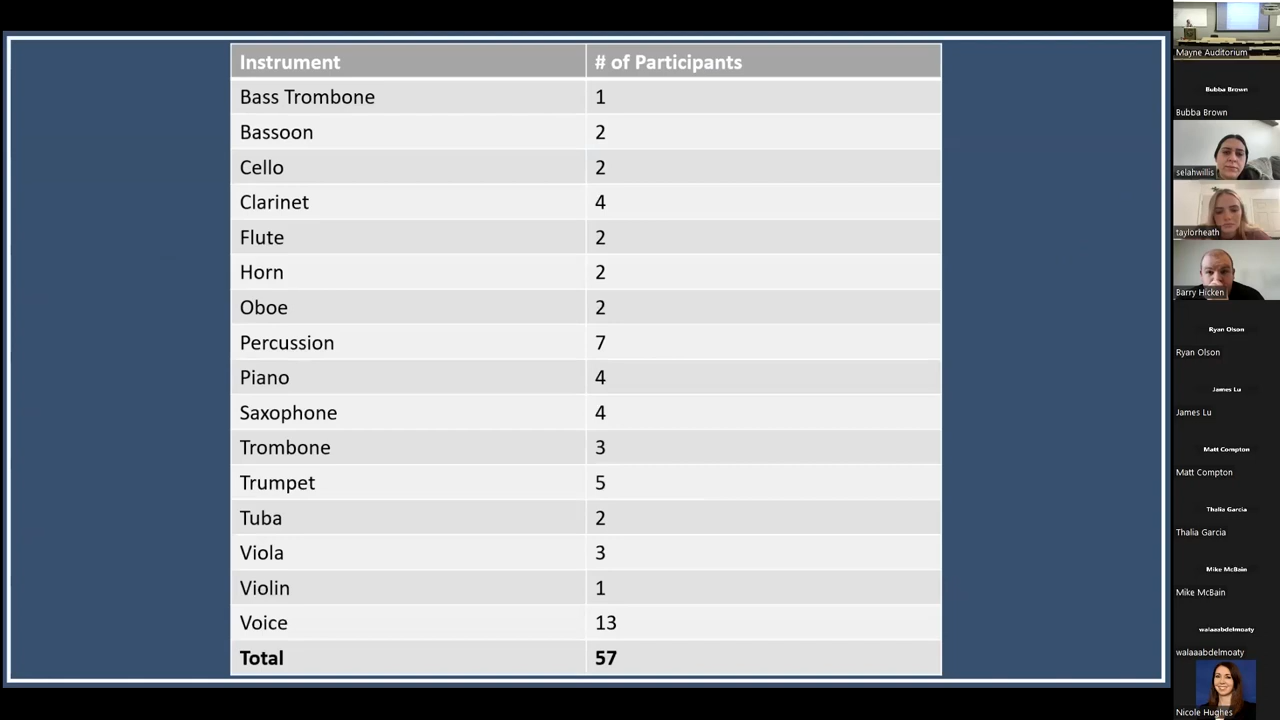 Instrument # of Participants
Bass Trombone 1
Bassoon 2
Cello 2
Clarinet 4
Flute 2
Horn 2
Oboe 2
Percussion 7
Piano 4
Saxophone 4
Trombone 3
Trumpet 5
Tuba 2
Viola 3
Violin 1
Voice 13
Total 57
Mayne Auditorium
Bubba Brown
Bubba Brown
selahwillis
taylorheath
Barry Hicken
Ryan Olson
Ryan Olson
James Lu
James Lu
Matt Compton
Matt Compton
Thalia Garcia
Thalia Garcia
Mike McBain
Mike McBain
walaaabdelmoaty
walaaabdelmoaty
Nicole Hughes